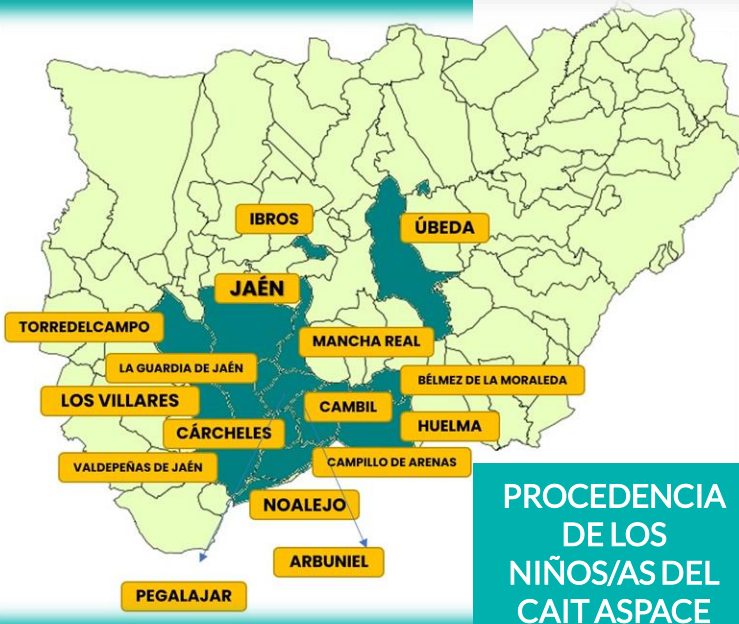 IBROS
ÚBEDA
JAÉN
TORREDELCAMPO
MANCHA REAL
LA GUARDIA DE JAÉN
BÉLMEZ DE LA MORALEDA
LOS VILLARES
CAMBIL
HUELMA
CÁRCHELES
CAMPILLO DE ARENAS
VALDEPEÑAS DE JAÉN
NOALEJO
ARBUNIEL
PEGALAJAR
PROCEDENCIA
DE LOS
NIÑOS/AS DEL
CAIT ASPACE